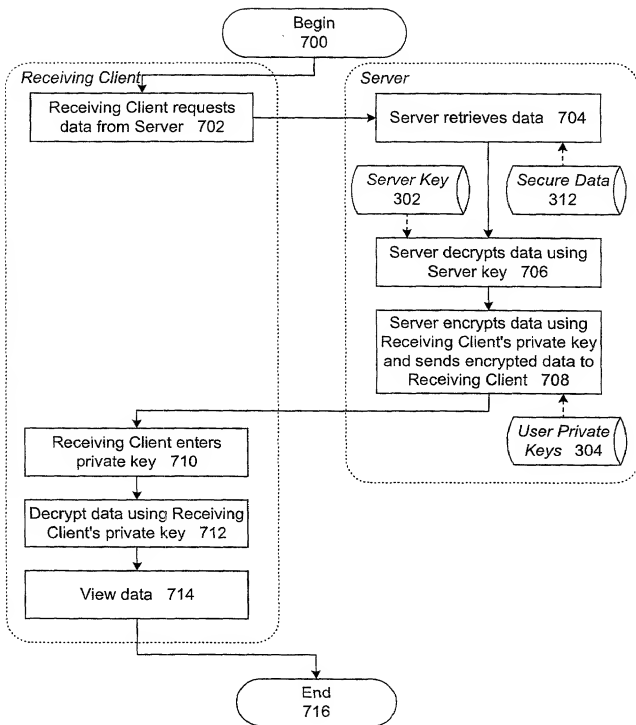 Begin
700
Receiving Client
Server
Receiving Client requests
data from Server 702
Server retrieves data 704
Server Key
302
Secure Data
312
Server decrypts data using
Server key 706
Server encrypts data using
Receiving Client's private key
and sends encrypted data to
Receiving Client 708
User Private
Keys 304
Receiving Client enters
private key 710
Decrypt data using Receiving
Client's private key 712
View data 714
End
716